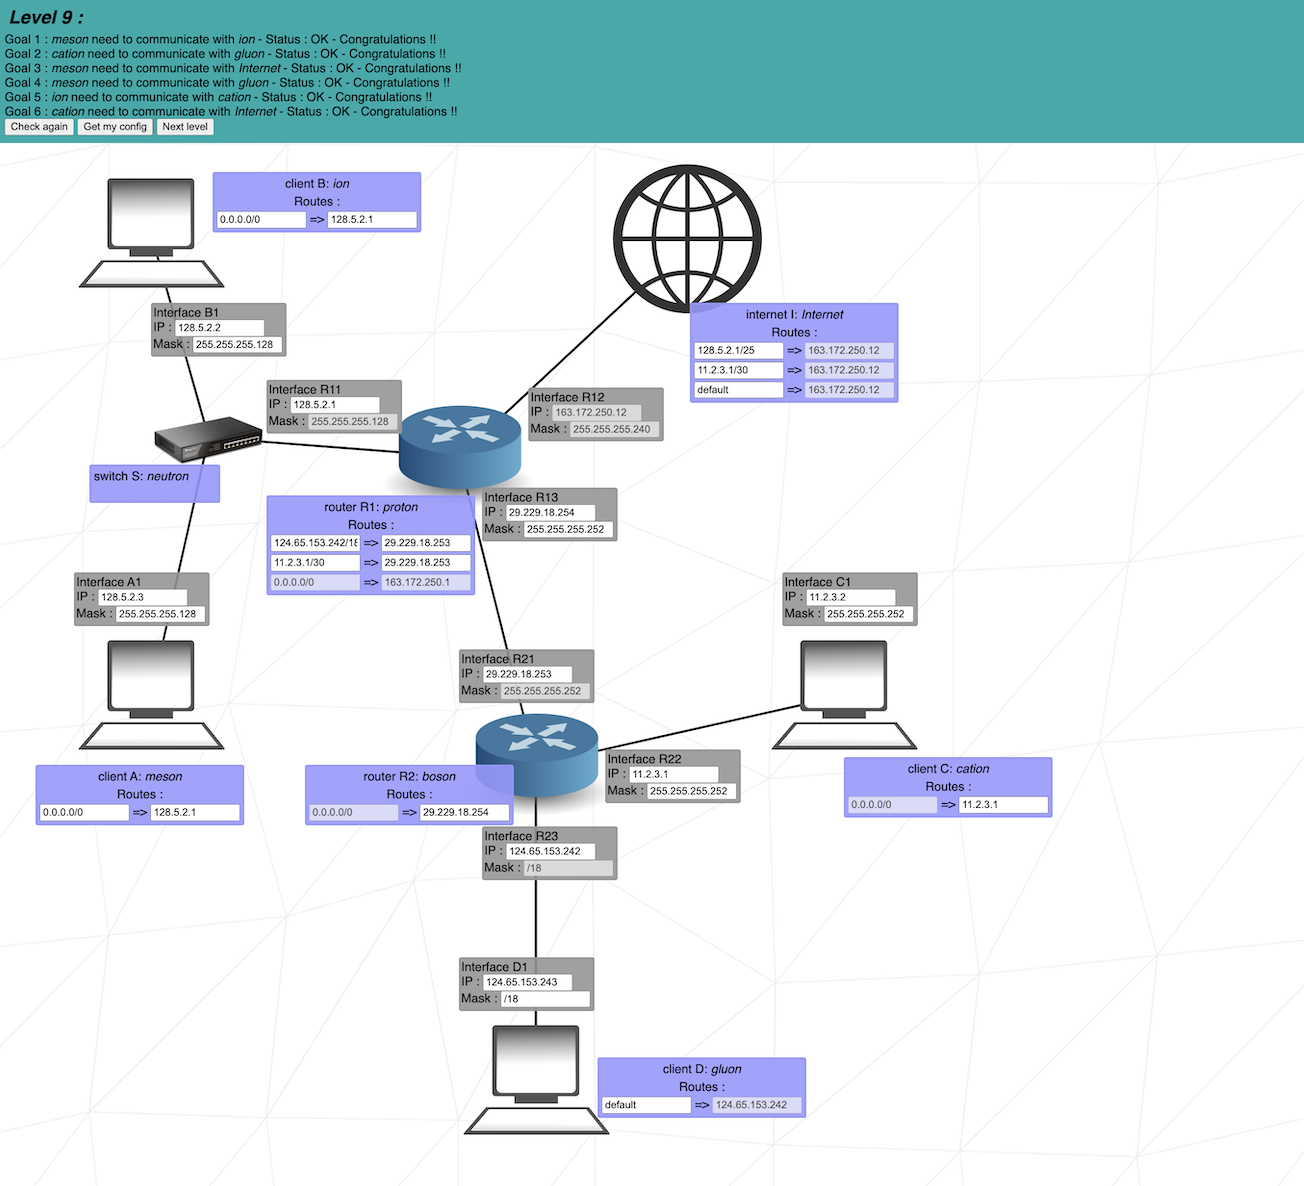 Level 9 :
Goal 1 : meson need to communicate with ion - Status : OK - Congratulations !!
Goal 2 : cation need to communicate with gluon - Status : OK - Congratulations !!
Goal 3 : meson need to communicate with Internet - Status : OK - Congratulations !!
Goal 4 : meson need to communicate with gluon - Status : OK - Congratulations !!
Goal 5 : ion need to communicate with cation - Status : OK - Congratulations !!
Goal 6 : cation need to communicate with Internet - Status : OK - Congratulations !!
Check again Get my config Next level
client B: ion
Routes :
0.0.0.0/0 => 128.5.2.1
Interface B1
IP : 128.5.2.2
Mask : 255.255.255.128
internet I: Internet
Routes :
128.5.2.1/25 => 163.172.250.12
11.2.3.1/30 => 163.172.250.12
default => 163.172.250.12
Interface R11
IP : 128.5.2.1
Mask : 255.255.255.128
Interface R12
IP : 163.172.250.12
Mask : 255.255.255.240
switch S: neutron
Interface R13
IP : 29.229.18.254
Mask : 255.255.255.252
router R1: proton
Routes :
124.65.153.242/18 => 29.229.18.253
11.2.3.1/30 => 29.229.18.253
0.0.0.0/0 => 163.172.250.1
Interface A1
IP : 128.5.2.3
Mask : 255.255.255.128
Interface C1
IP : 11.2.3.2
Mask : 255.255.255.252
Interface R21
IP : 29.229.18.253
Mask : 255.255.255.252
client A: meson
Routes :
0.0.0.0/0 => 128.5.2.1
router R2: boson
Routes :
0.0.0.0/0 => 29.229.18.254
Interface R22
IP : 11.2.3.1
Mask : 255.255.255.252
client C: cation
Routes :
0.0.0.0/0 => 11.2.3.1
Interface R23
IP : 124.65.153.242
Mask : /18
Interface D1
IP : 124.65.153.243
Mask : /18
client D: gluon
Routes :
default => 124.65.153.242